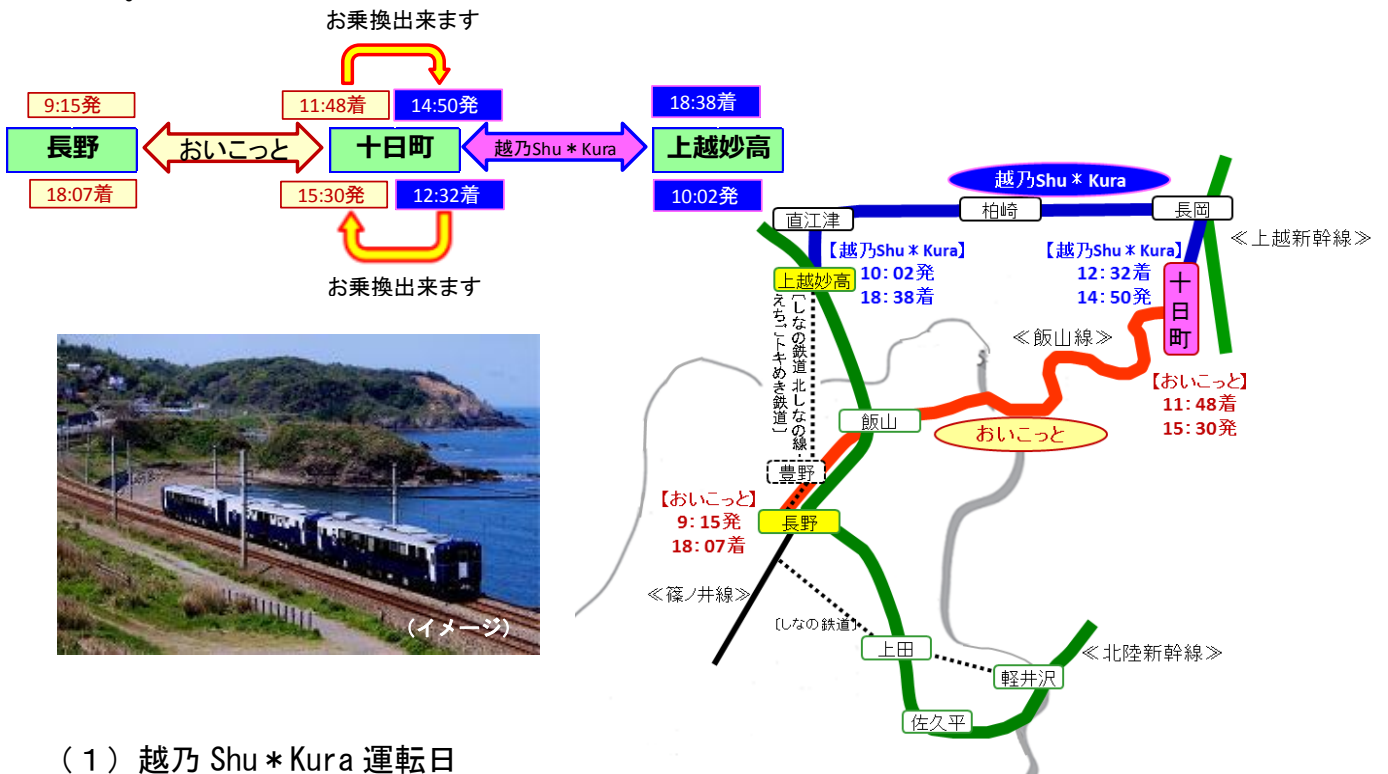 お乗換出来ます
9:15発
11:48着
14:50発
18:38着
長野
おいこっと
十日町
越乃Shu＊Kura
上越妙高
18:07着
15:30発
12:32着
10:02発
お乗換出来ます
越乃Shu＊Kura
直江津
柏崎
長岡
≪上越新幹線≫
【越乃Shu＊Kura】
10:02発
18:38着
【越乃Shu＊Kura】
12:32着
14:50発
上越妙高
十日町
〔しなの鉄道 北しなの線・
えちごトキめき鉄道〕
≪飯山線≫
【おいこっと】
11:48着
15:30発
飯山
おいこっと
豊野
【おいこっと】
9:15発
18:07着
長野
≪篠ノ井線≫
〔しなの鉄道〕
上田
≪北陸新幹線≫
軽井沢
佐久平
(イメージ)
（１）越乃 Shu＊Kura 運転日